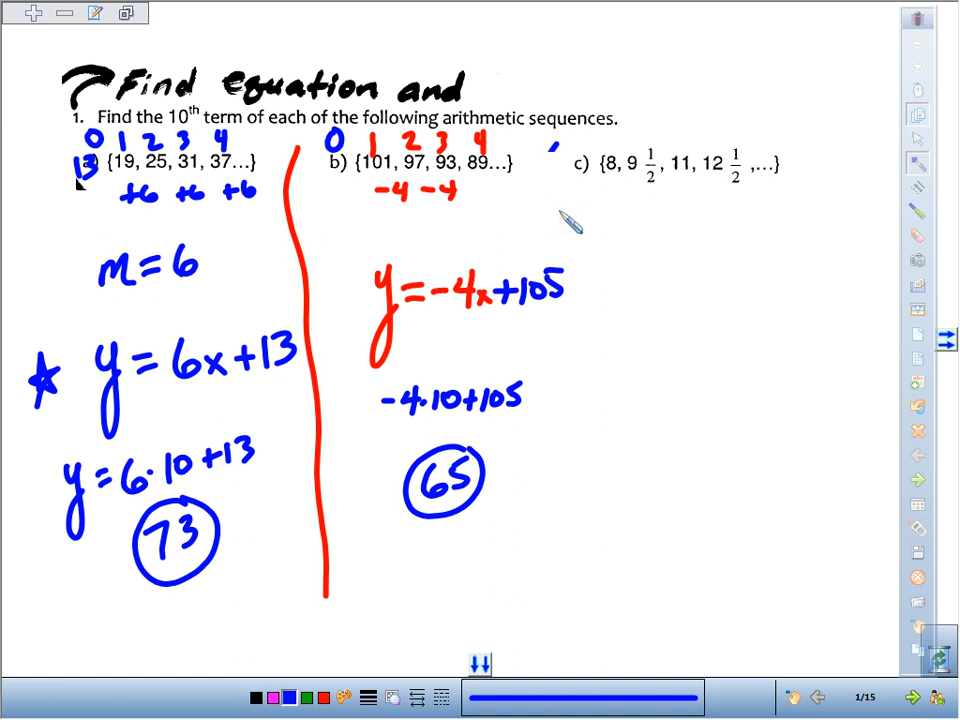 Find equation and
1. Find the 10th term of each of the following arithmetic sequences.
0 1 2 3 4
13
{19, 25, 31, 37...}
+6 +6 +6
m = 6
y = 6x + 13
y = 6·10 + 13
73
0 1 2 3 4
b) {101, 97, 93, 89...}
-4 -4
y = -4x + 105
-4·10 + 105
65
c) {8, 9 1/2, 11, 12 1/2, ...}
1/15